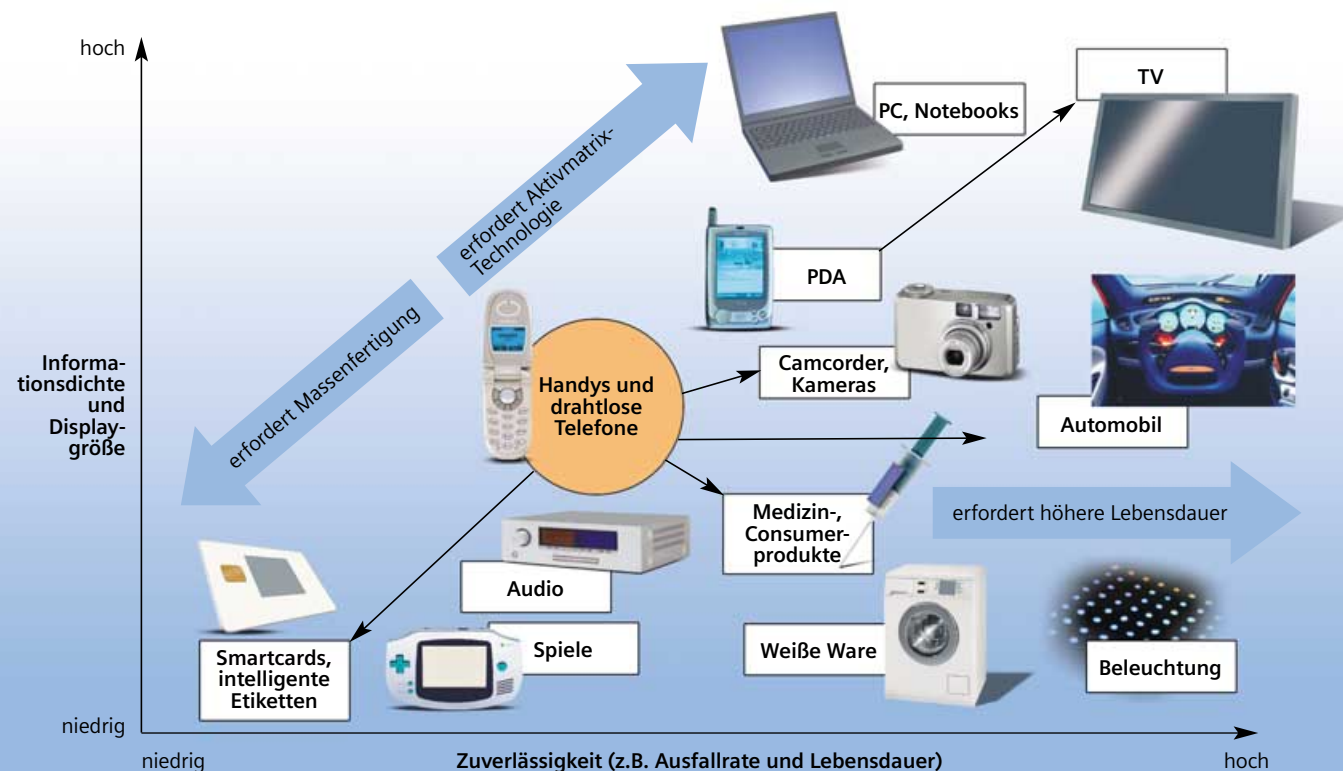 hoch
TV
PC, Notebooks
erfordert Aktivmatrix-
Technologie
PDA
erfordert Massenfertigung
Informa-
tionsdichte
und
Display-
größe
Handys und
drahtlose
Telefone
Camcorder,
Kameras
Automobil
Medizin-,
Consumer-
produkte
erfordert höhere Lebensdauer
Audio
Spiele
Smartcards,
intelligente
Etiketten
Weiße Ware
Beleuchtung
niedrig
niedrig
Zuverlässigkeit (z.B. Ausfallrate und Lebensdauer)
hoch